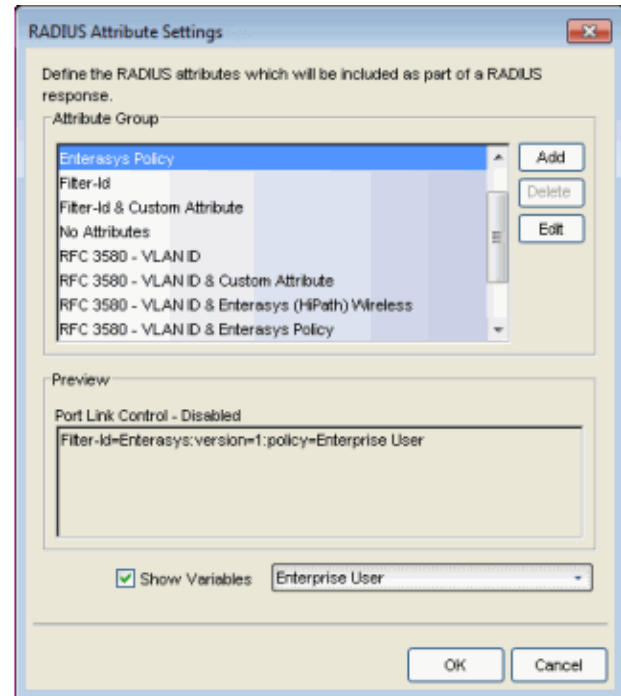 RADIUS Attribute Settings
Define the RADIUS attributes which will be included as part of a RADIUS
response.
Attribute Group
Enterasys Policy
Filter-Id
Filter-Id & Custom Attribute
No Attributes
RFC 3580 - VLAN ID
RFC 3580 - VLAN ID & Custom Attribute
RFC 3580 - VLAN ID & Enterasys (HiPath) Wireless
RFC 3580 - VLAN ID & Enterasys Policy
Add
Delete
Edit
Preview
Port Link Control - Disabled
Filter-Id=Enterasys:version=1:policy=Enterprise User
Show Variables Enterprise User
OK Cancel